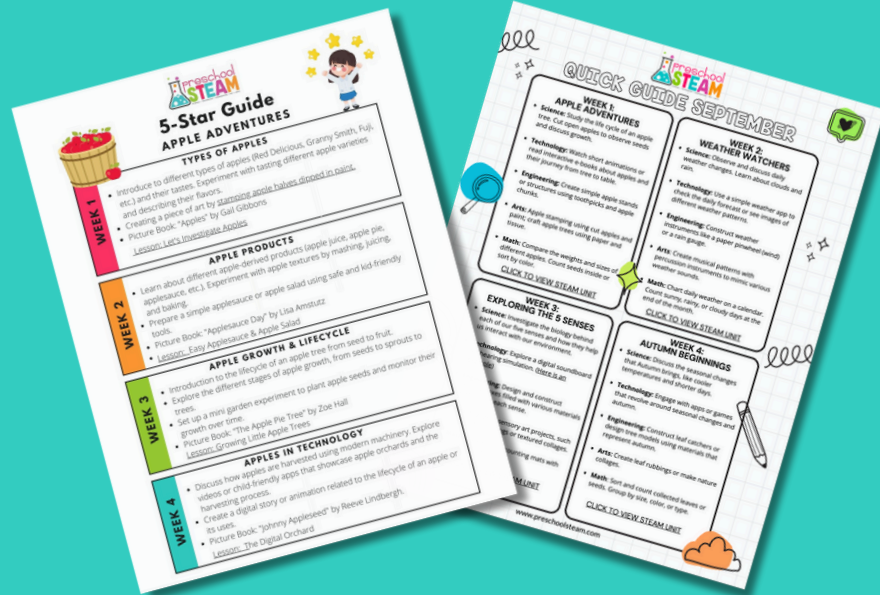 preschool
STEAM
5-Star Guide
APPLE ADVENTURES
TYPES OF APPLES
WEEK 1
• Introduce to different types of apples (Red Delicious, Granny Smith, Fuji,
etc.) and their tastes. Experiment with tasting different apple varieties
and describing their flavors.
• Creating a piece of art by stamping apple halves dipped in paint.
• Picture Book: "Apples" by Gail Gibbons
Lesson: Let's Investigate Apples
APPLE PRODUCTS
WEEK 2
• Learn about different apple-derived products (apple juice, apple pie,
applesauce, etc.). Experiment with apple textures by mashing, juicing,
and baking.
• Prepare a simple applesauce or apple salad using safe and kid-friendly
tools.
• Picture Book: "Applesauce Day" by Lisa Amstutz
• Lesson: Easy Applesauce & Apple Salad
APPLE GROWTH & LIFECYCLE
WEEK 3
• Introduction to the lifecycle of an apple tree from seed to fruit.
• Explore the different stages of apple growth, from seeds to sprouts to
trees.
• Set up a mini garden experiment to plant apple seeds and monitor their
growth over time.
• Picture Book: "The Apple Pie Tree" by Zoe Hall
Lesson: Growing Little Apple Trees
APPLES IN TECHNOLOGY
WEEK 4
• Discuss how apples are harvested using modern machinery. Explore
videos or child-friendly apps that showcase apple orchards and the
harvesting process.
• Create a digital story or animation related to the lifecycle of an apple or
its uses.
• Picture Book: "Johnny Appleseed" by Reeve Lindbergh.
Lesson: The Digital Orchard
preschool
STEAM
QUICK GUIDE SEPTEMBER
WEEK 1:
APPLE ADVENTURES
• Science: Study the life cycle of an apple
tree. Cut open apples to observe seeds
and discuss growth.
• Technology: Watch short animations or
read interactive e-books about apples and
their journey from tree to table.
• Engineering: Create simple apple stands
or structures using toothpicks and apple
chunks.
• Arts: Apple stamping using cut apples and
paint; craft apple trees using paper and
tissue.
• Math: Compare the weights and sizes of
different apples. Count seeds inside or
sort by color.
CLICK TO VIEW STEAM UNIT
WEEK 2:
WEATHER WATCHERS
• Science: Observe and discuss daily
weather changes. Learn about clouds and
rain.
• Technology: Use a simple weather app to
check the daily forecast or see images of
different weather patterns.
• Engineering: Construct weather
instruments like a paper pinwheel (wind)
or a rain gauge.
• Arts: Create musical patterns with
percussion instruments to mimic various
weather sounds.
• Math: Chart daily weather on a calendar.
Count sunny, rainy, or cloudy days at the
end of the month.
CLICK TO VIEW STEAM UNIT
WEEK 3:
EXPLORING THE 5 SENSES
• Science: Investigate the biology behind
each of our five senses and how they help
us interact with our environment.
Explore a digital soundboard
hearing simulation. (Here is an
Design and construct
boxes filled with various materials
each sense.
sensory art projects, such
or textured collages.
counting mats with
UNIT
WEEK 4:
AUTUMN BEGINNINGS
• Science: Discuss the seasonal changes
that Autumn brings, like cooler
temperatures and shorter days.
• Technology: Engage with apps or games
that revolve around seasonal changes and
autumn.
• Engineering: Construct leaf catchers or
design tree models using materials that
represent autumn.
• Arts: Create leaf rubbings or make nature
collages.
• Math: Sort and count collected leaves or
seeds. Group by size, color, or type.
CLICK TO VIEW STEAM UNIT
www.preschoolsteam.com